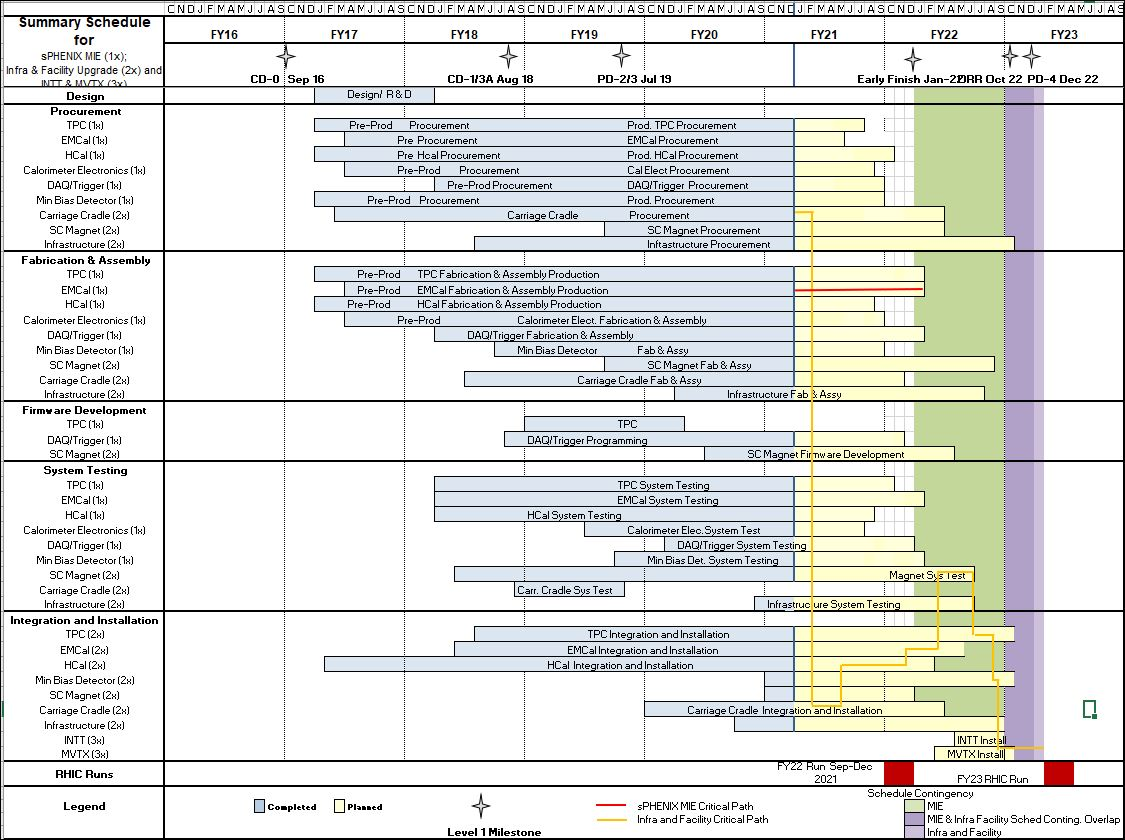 O N D J F M A M J J A S O N D J F M A M J J A S O N D J F M A M J J A S O N D J F M A M J J A S O N D J F M A M J J A S O N D J F M A M J J A S O N D J F M A M J J A S O N D J F M A M J J A S
Summary Schedule
for
sPHENIX MIE (1x);
Infra & Facility Upgrade (2x) and
INTT & MVTX (3x)
FY16 FY17 FY18 FY19 FY20 FY21 FY22 FY23
CD-0 Sep 16 CD-1/3A Aug 18 PD-2/3 Jul 19 Early Finish Jan-22 ORR Oct 22 PD-4 Dec 22
Design Design/ R & D
Procurement
TPC (1x) Pre-Prod Procurement Prod. TPC Procurement
EMCal (1x) Pre Procurement EMCal Procurement
HCal (1x) Pre Hcal Procurement Prod. HCal Procurement
Calorimeter Electronics (1x) Pre-Prod Procurement Cal Elect Procurement
DAQ/Trigger (1x) Pre-Prod Procurement DAQ/Trigger Procurement
Min Bias Detector (1x) Pre-Prod Procurement Prod. Procurement
Carriage Cradle (2x) Carriage Cradle Procurement
SC Magnet (2x) SC Magnet Procurement
Infrastructure (2x) Infrastructure Procurement
Fabrication & Assembly
TPC (1x) Pre-Prod TPC Fabrication & Assembly Production
EMCal (1x) Pre-Prod EMCal Fabrication & Assembly Production
HCal (1x) Pre-Prod HCal Fabrication & Assembly Production
Calorimeter Electronics (1x) Pre-Prod Calorimeter Elect. Fabrication & Assembly
DAQ/Trigger (1x) DAQ/Trigger Fabrication & Assembly
Min Bias Detector (1x) Min Bias Detector Fab & Assy
SC Magnet (2x) SC Magnet Fab & Assy
Carriage Cradle (2x) Carriage Cradle Fab & Assy
Infrastructure (2x) Infrastructure Fab & Assy
Firmware Development
TPC (1x) TPC
DAQ/Trigger (1x) DAQ/Trigger Programming
SC Magnet (2x) SC Magnet Firmware Development
System Testing
TPC (1x) TPC System Testing
EMCal (1x) EMCal System Testing
HCal (1x) HCal System Testing
Calorimeter Electronics (1x) Calorimeter Elec.System Test
DAQ/Trigger (1x) DAQ/Trigger System Testing
Min Bias Detector (1x) Min Bias Det. System Testing
SC Magnet (2x) Magnet Sys Test
Carriage Cradle (2x) Carr. Cradle Sys Test
Infrastructure (2x) Infrastructure System Testing
Integration and Installation
TPC (2x) TPC Integration and Installation
EMCal (2x) EMCal Integration and Installation
HCal (2x) HCal Integration and Installation
Min Bias Detector (2x)
SC Magnet (2x)
Carriage Cradle (2x) Carriage Cradle Integration and Installation
Infrastructure (2x)
INTT (3x) INTT Install
MVTX (3x) MVTX Install
RHIC Runs FY22 Run Sep-Dec
2021 FY23 RHIC Run
Schedule Contingency
Legend Completed Planned sPHENIX MIE Critical Path MIE
Infra and Facility Critical Path MIE & Infra Facility Sched Conting. Overlap
Level 1 Milestone Infra and Facility